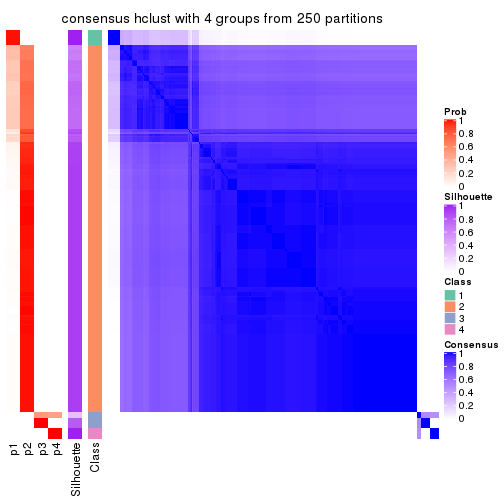 consensus hclust with 4 groups from 250 partitions
Prob
1
0.8
0.6
0.4
0.2
0
Silhouette
1
0.8
0.6
0.4
0.2
0
Class
1
2
3
4
Consensus
1
0.8
0.6
0.4
0.2
0
p1
p2
p3
p4
Silhouette
Class